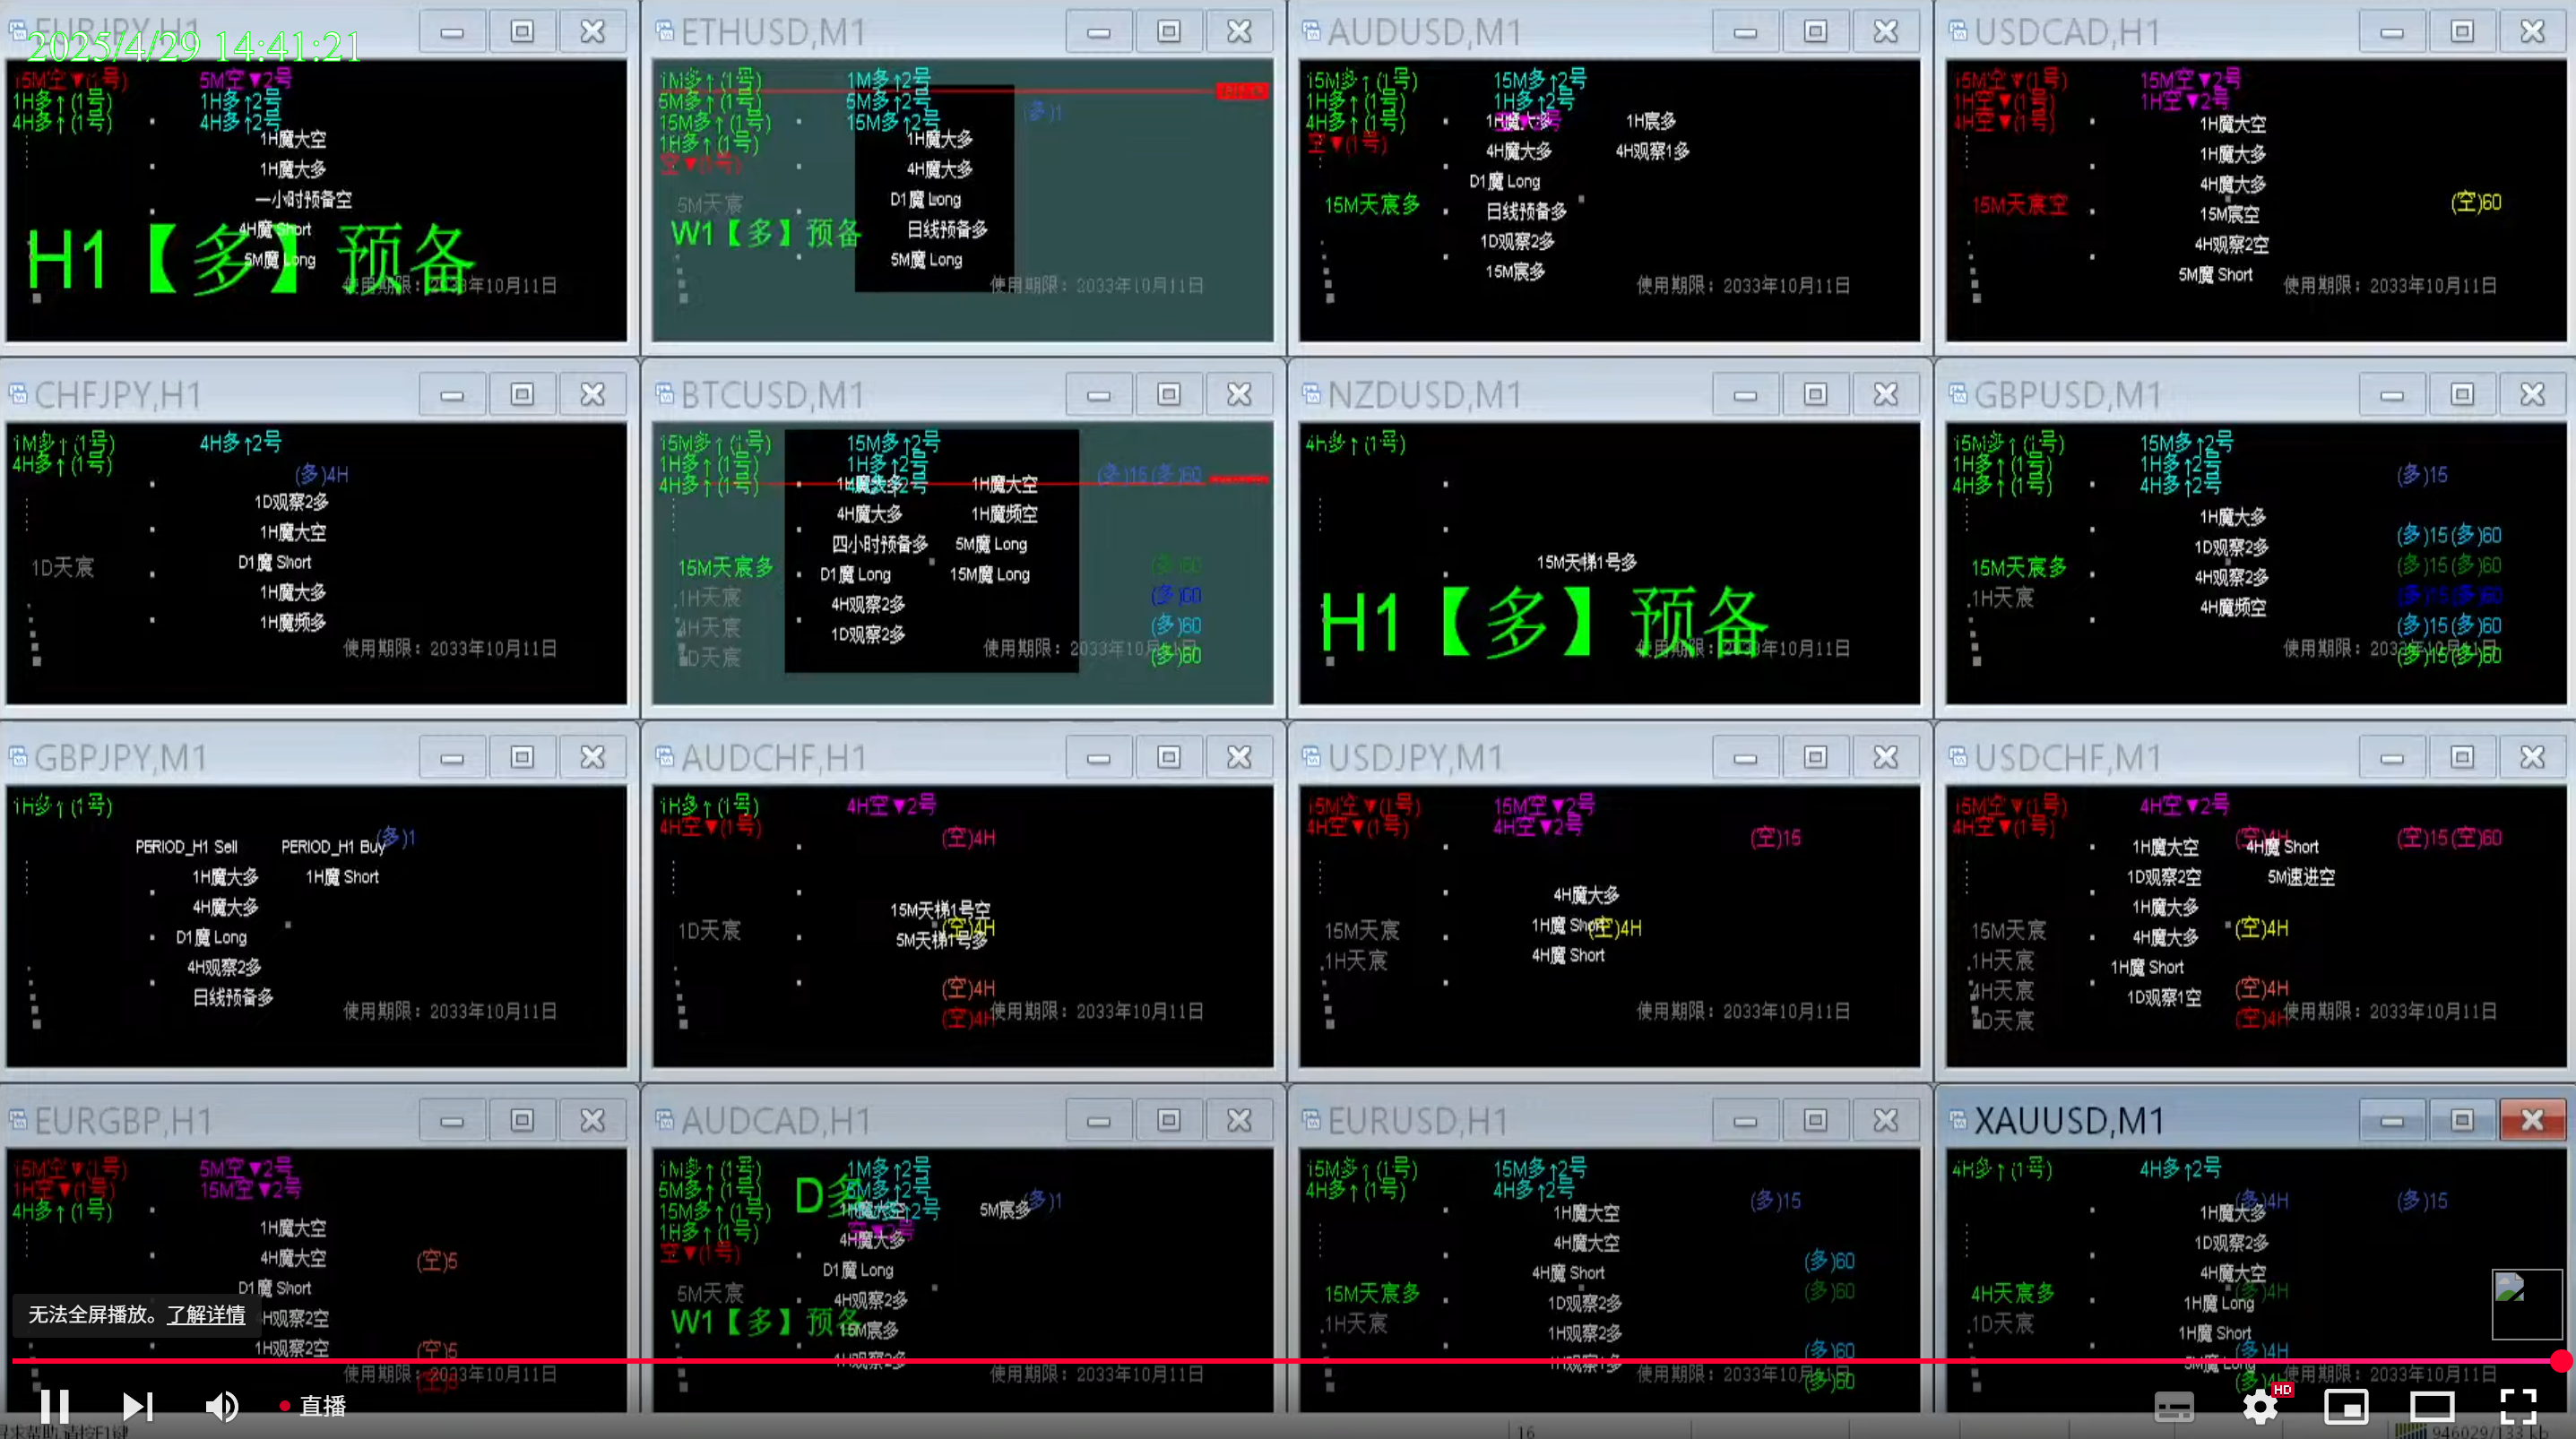 EURJPY,H1
2025/4/29 14:41:21
15M空▼(1号) 5M空▼2号
1H多↑(1号) 1H多↑2号
4H多↑(1号) 4H多↑2号
1H魔大空
1H魔大多
一小时预备空
4H魔 Short
H1【多】预备
5M魔 Long
使用期限：2033年10月11日
ETHUSD,M1
1M多↑(1号) 1M多↑2号
5M多↑(1号) 5M多↑2号
(多)1
15M多↑(1号) 15M多↑2号
1H多↑(1号) 1H魔大多
空▼(1号) 4H魔大多
5M天宸 D1魔 Long
W1【多】预备 日线预备多
5M魔 Long
使用期限：2033年10月11日
AUDUSD,M1
15M多↑(1号) 15M多↑2号
1H多↑(1号) 1H多↑2号
4H多↑(1号) 1H魔大多 1H宸多
空▼(1号) 4H魔大多 4H观察1多
D1魔 Long
15M天宸多 日线预备多
1D观察2多
15M宸多
使用期限：2033年10月11日
USDCAD,H1
15M空▼(1号) 15M空▼2号
1H空▼(1号) 1H空▼2号
4H空▼(1号) 1H魔大空
1H魔大多
4H魔大多
15M天宸空 15M宸空 (空)60
4H观察2空
5M魔 Short
使用期限：2033年10月11日
CHFJPY,H1
1M多↑(1号) 4H多↑2号
4H多↑(1号) (多)4H
1D观察2多
1H魔大空
1D天宸 D1魔 Short
1H魔大多
1H魔频多
使用期限：2033年10月11日
BTCUSD,M1
15M多↑(1号) 15M多↑2号
1H多↑(1号) 1H多↑2号 (多)15(多)60
4H多↑(1号) 1H魔大多 1H魔大空
4H魔大多 1H魔频空
四小时预备多 5M魔 Long
15M天宸多 D1魔 Long 15M魔 Long (多)60
1H天宸 4H观察2多 (多)60
4H天宸 1D观察2多 (多)60
D天宸 (多)60
使用期限：2033年10月11日
NZDUSD,M1
4H多↑(1号)
15M天梯1号多
H1【多】预备
使用期限：2033年10月11日
GBPUSD,M1
15M多↑(1号) 15M多↑2号
1H多↑(1号) 1H多↑2号 (多)15
4H多↑(1号) 4H多↑2号
1H魔大多 (多)15(多)60
1D观察2多
15M天宸多 4H观察2多 (多)15(多)60
1H天宸 4H魔频空 (多)15(多)60
(多)15(多)60
(多)15(多)60
使用期限：2033年10月11日
GBPJPY,M1
1H多↑(1号)
PERIOD_H1 Sell PERIOD_H1 Buy (多)1
1H魔大多 1H魔 Short
4H魔大多
D1魔 Long
4H观察2多
日线预备多
使用期限：2033年10月11日
AUDCHF,H1
1H多↑(1号) 4H空▼2号
4H空▼(1号) (空)4H
15M天梯1号空
1D天宸 (空)4H
5M天梯1号多
(空)4H
(空)4H
使用期限：2033年10月11日
USDJPY,M1
15M空▼(1号) 15M空▼2号
4H空▼(1号) 4H空▼2号 (空)15
4H魔大多
15M天宸 1H魔 Short (空)4H
1H天宸 4H魔 Short
使用期限：2033年10月11日
USDCHF,M1
15M空▼(1号) 4H空▼2号
4H空▼(1号) (空)4H (空)15(空)60
1H魔大空 4H魔 Short
1D观察2空 5M速进空
1H魔大多
15M天宸 4H魔大多 (空)4H
1H天宸 1H魔 Short
4H天宸 1D观察1空 (空)4H
D天宸 (空)4H
使用期限：2033年10月11日
EURGBP,H1
15M空▼(1号) 5M空▼2号
1H空▼(1号) 15M空▼2号
4H多↑(1号)
1H魔大空
4H魔大空 (空)5
D1魔 Short
无法全屏播放。了解详情 4H观察2空
1H观察2空 (空)5
使用期限：2033年10月11日
AUDCAD,H1
1M多↑(1号) 1M多↑2号
5M多↑(1号) D多 5M多↑2号 (多)1
15M多↑(1号) 5M宸多
1H多↑(1号) 空▼2号
空▼(1号) 4H魔大多
D1魔 Long
5M天宸 4H观察2多
W1【多】预备 15M宸多
使用期限：2033年10月11日
EURUSD,H1
15M多↑(1号) 15M多↑2号
4H多↑(1号) 4H多↑2号 (多)15
1H魔大空
4H魔大空 (多)60
4H魔 Short
15M天宸多 1D观察2多 (多)60
1H天宸 1H观察2多
(多)60
(多)60
使用期限：2033年10月11日
XAUUSD,M1
4H多↑(1号) 4H多↑2号
(多)4H (多)15
1H魔大多
1D观察2多
4H魔大空
4H天宸多 1H魔 Long (多)4H
1D天宸 1H魔 Short
(多)4H
5M魔 Long
使用期限：2033年10月11日
直播
HD
16
946029/133 kb